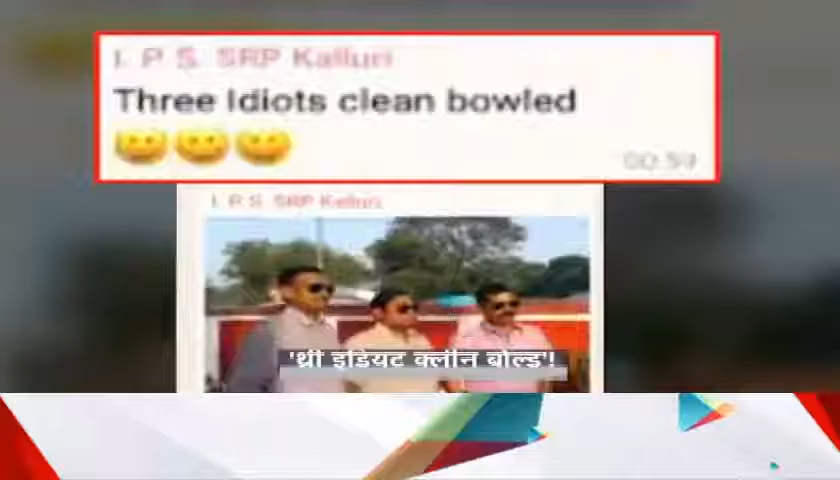 I. P. S. SRP Kalluri
Three Idiots clean bowled
00:59
I. P. S. SRP Kalluri
'थ्री इडियट क्लीन बोल्ड'!